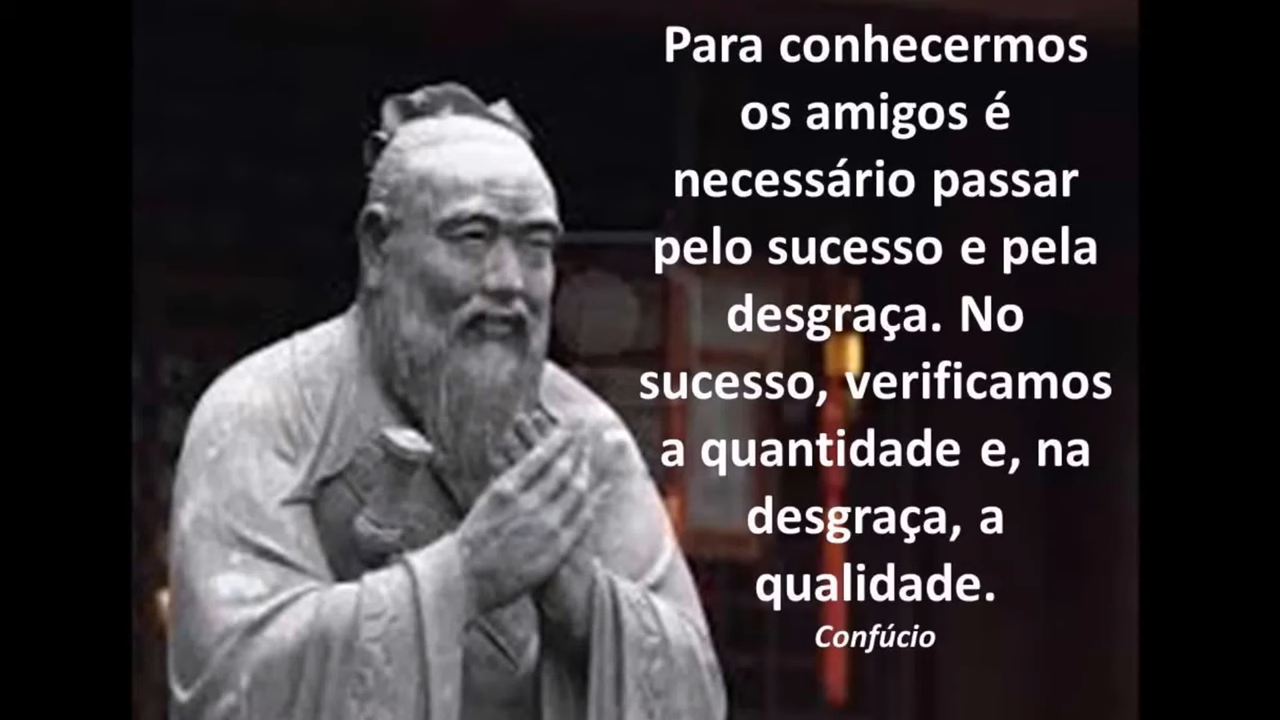 Para conhecermos
os amigos é
necessário passar
pelo sucesso e pela
desgraça. No
sucesso, verificamos
a quantidade e, na
desgraça, a
qualidade.
Confúcio